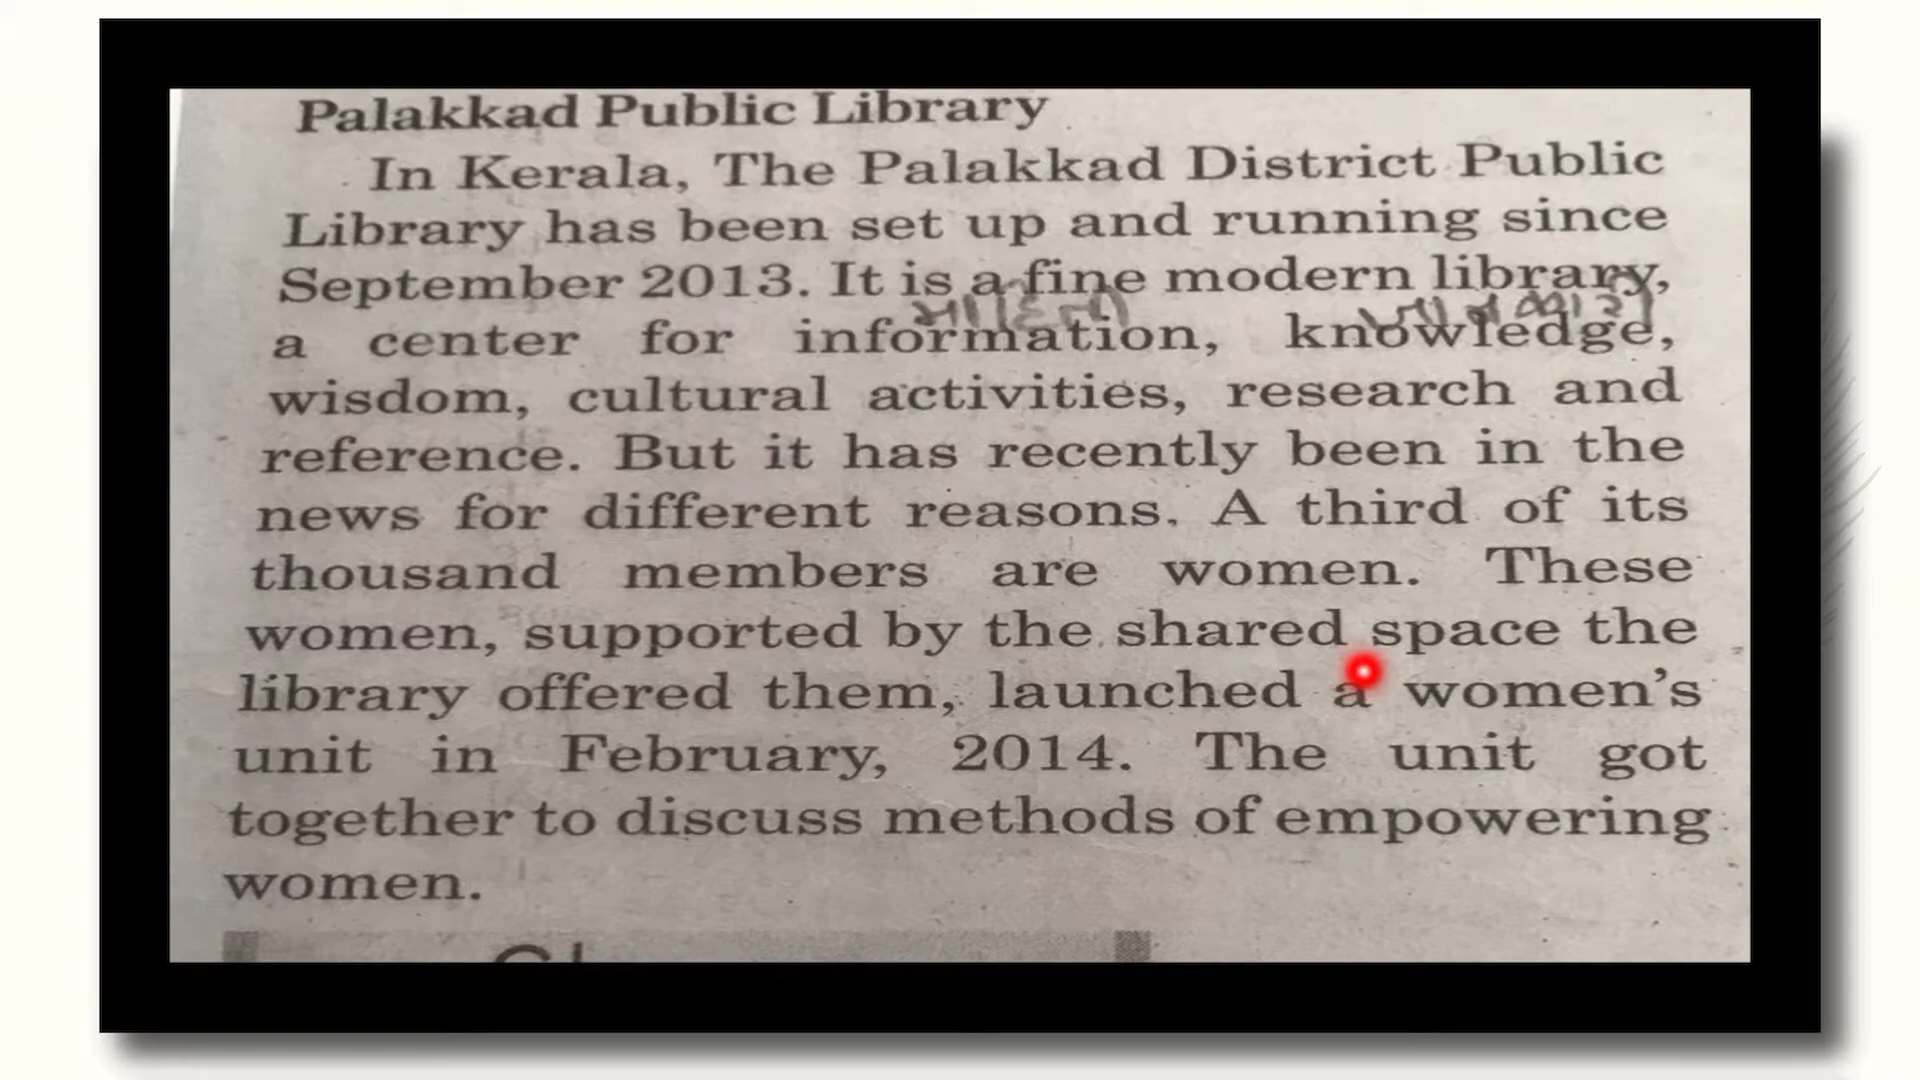 Palakkad Public Library
In Kerala, The Palakkad District Public
Library has been set up and running since
September 2013. It is a fine modern library,
माहिती
a center for information, knowledge,
wisdom, cultural activities, research and
reference. But it has recently been in the
news for different reasons. A third of its
thousand members are women. These
women, supported by the shared space the
library offered them, launched a women's
unit in February, 2014. The unit got
together to discuss methods of empowering
women.